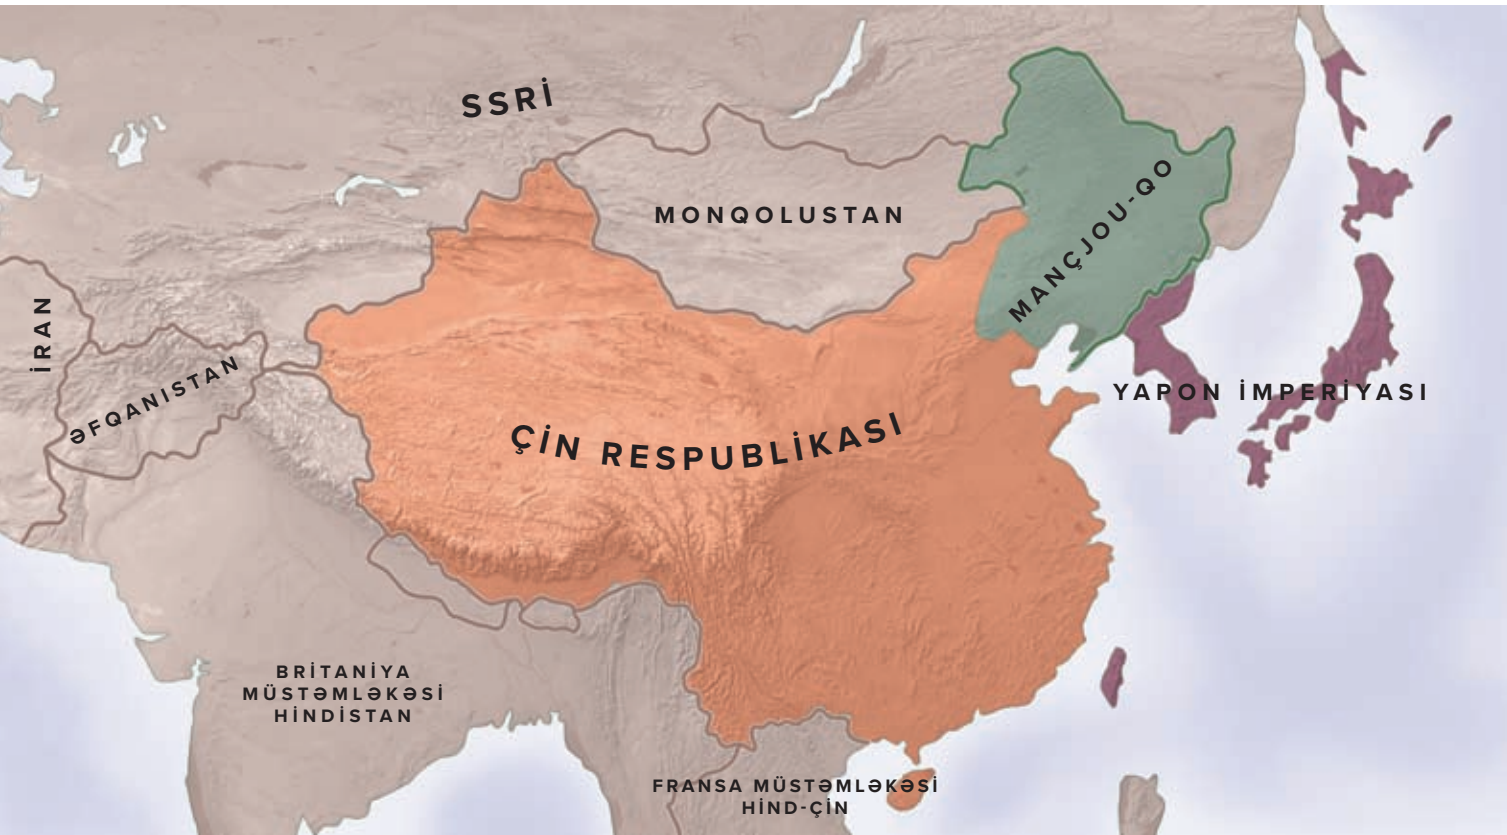 SSRİ
MONQOLUSTAN
MANÇJOU-QO
İRAN
ƏFQANISTAN
YAPON İMPERİYASI
ÇİN RESPUBLİKASI
BRİTANİYA
MÜSTƏMLƏKƏSİ
HİNDİSTAN
FRANSA MÜSTƏMLƏKƏSİ
HİND-ÇİN